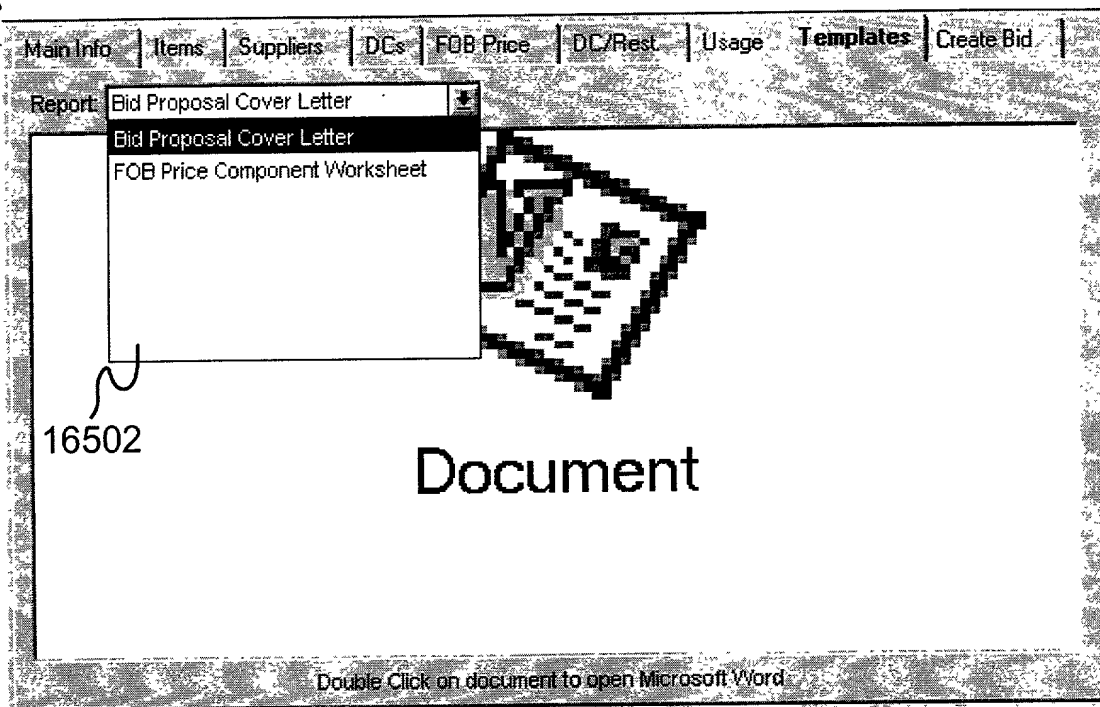 Main Info Items Suppliers DCs FOB Price DC/Rest. Usage Templates Create Bid
Report: Bid Proposal Cover Letter
Bid Proposal Cover Letter
FOB Price Component Worksheet
16502
Document
Double Click on document to open Microsoft Word